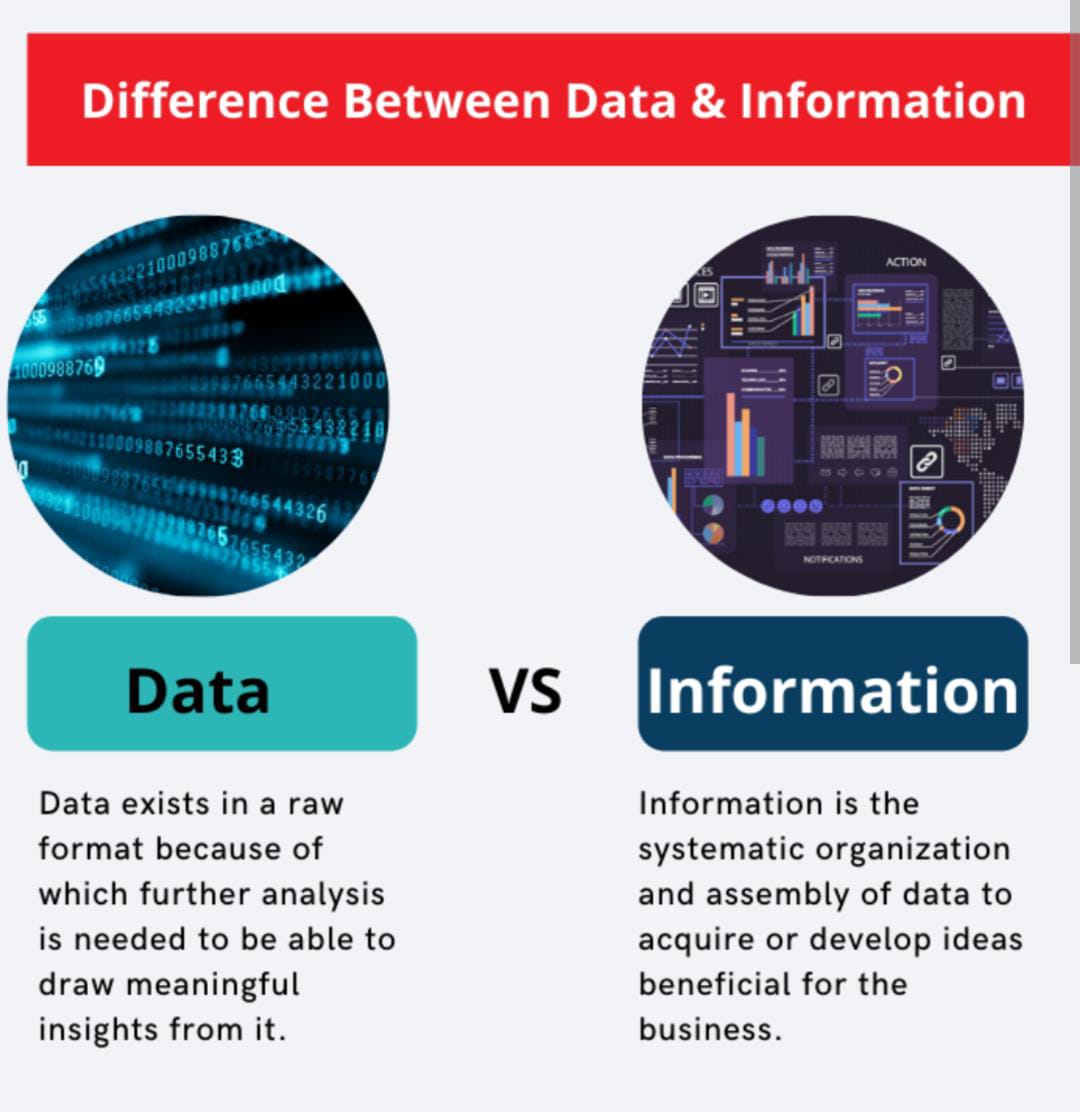 Difference Between Data & Information
ACTION
NOTIFICATIONS
Data
VS
Information
Data exists in a raw
format because of
which further analysis
is needed to be able to
draw meaningful
insights from it.
Information is the
systematic organization
and assembly of data to
acquire or develop ideas
beneficial for the
business.